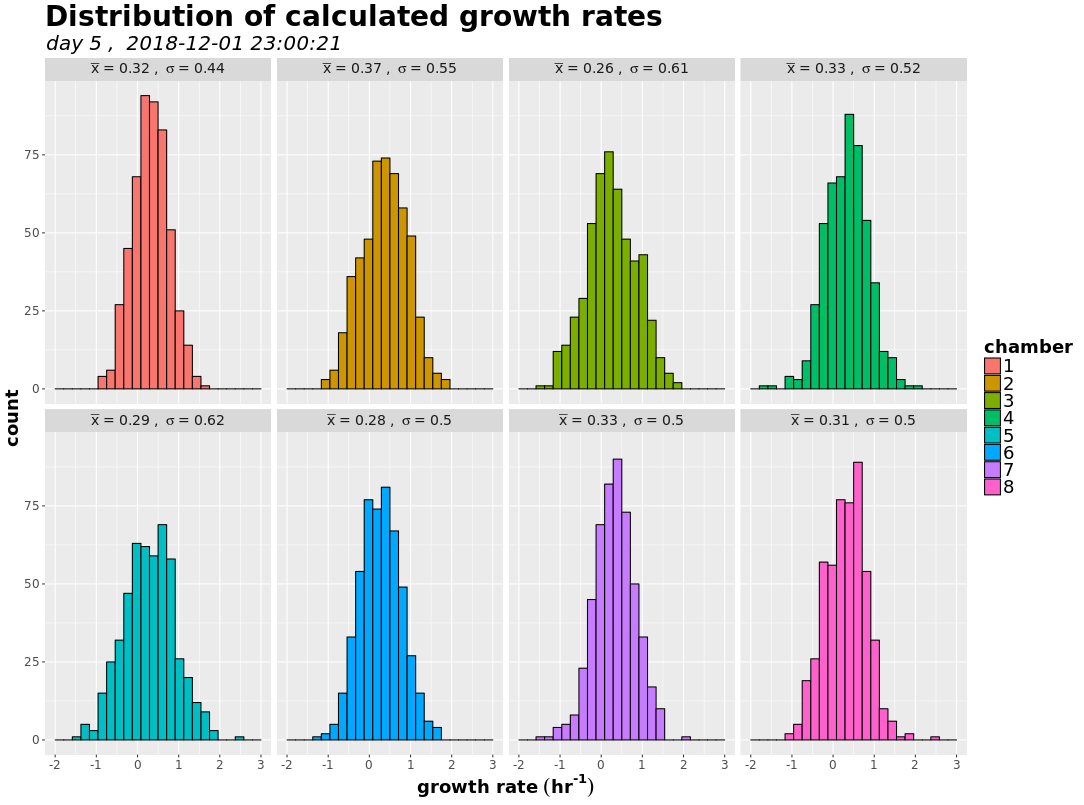 Distribution of calculated growth rates
day 5 ,  2018-12-01 23:00:21
x̅ = 0.32 ,  σ = 0.44
x̅ = 0.37 ,  σ = 0.55
x̅ = 0.26 ,  σ = 0.61
x̅ = 0.33 ,  σ = 0.52
75
50
25
0
x̅ = 0.29 ,  σ = 0.62
x̅ = 0.28 ,  σ = 0.5
x̅ = 0.33 ,  σ = 0.5
x̅ = 0.31 ,  σ = 0.5
75
50
25
0
-2 -1 0 1 2 3
-2 -1 0 1 2 3
-2 -1 0 1 2 3
-2 -1 0 1 2 3
growth rate (hr⁻¹)
count
chamber
1
2
3
4
5
6
7
8